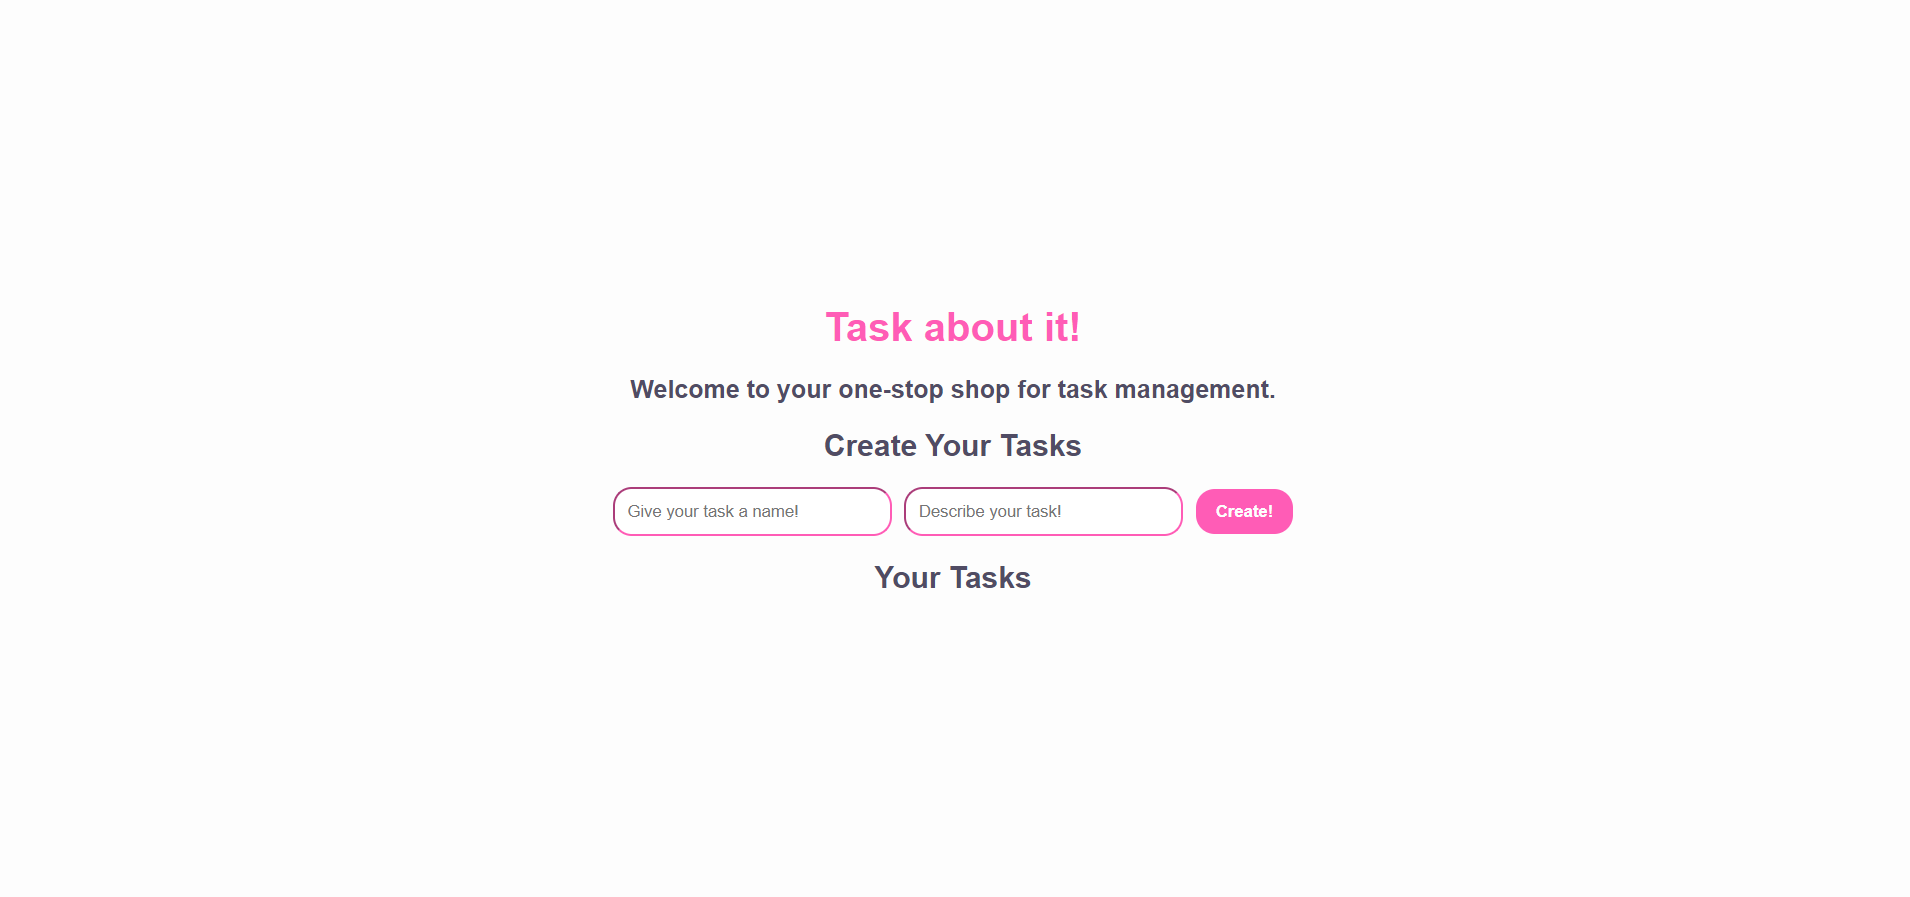 Task about it!
Welcome to your one-stop shop for task management.
Create Your Tasks
Give your task a name!
Describe your task!
Create!
Your Tasks